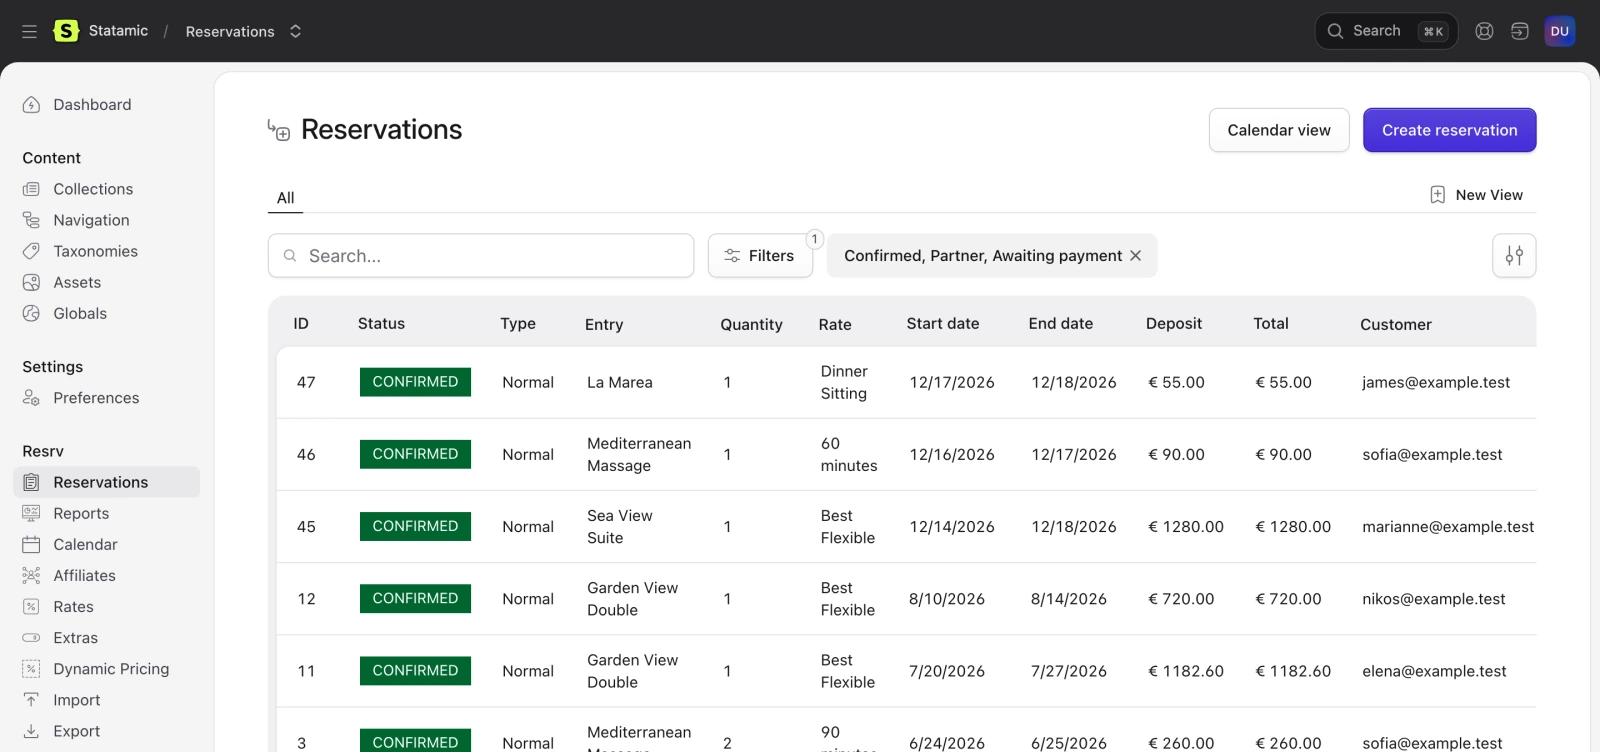 Statamic / Reservations
Search ⌘K
DU
Dashboard
Content
Collections
Navigation
Taxonomies
Assets
Globals
Settings
Preferences
Resrv
Reservations
Reports
Calendar
Affiliates
Rates
Extras
Dynamic Pricing
Import
Export
Reservations
Calendar view
Create reservation
All
New View
Search...
Filters 1
Confirmed, Partner, Awaiting payment
ID Status Type Entry Quantity Rate Start date End date Deposit Total Customer
47 CONFIRMED Normal La Marea 1 Dinner Sitting 12/17/2026 12/18/2026 € 55.00 € 55.00 james@example.test
46 CONFIRMED Normal Mediterranean Massage 1 60 minutes 12/16/2026 12/17/2026 € 90.00 € 90.00 sofia@example.test
45 CONFIRMED Normal Sea View Suite 1 Best Flexible 12/14/2026 12/18/2026 € 1280.00 € 1280.00 marianne@example.test
12 CONFIRMED Normal Garden View Double 1 Best Flexible 8/10/2026 8/14/2026 € 720.00 € 720.00 nikos@example.test
11 CONFIRMED Normal Garden View Double 1 Best Flexible 7/20/2026 7/27/2026 € 1182.60 € 1182.60 elena@example.test
3 CONFIRMED Normal Mediterranean 2 90 6/24/2026 6/25/2026 € 260.00 € 260.00 sofia@example.test